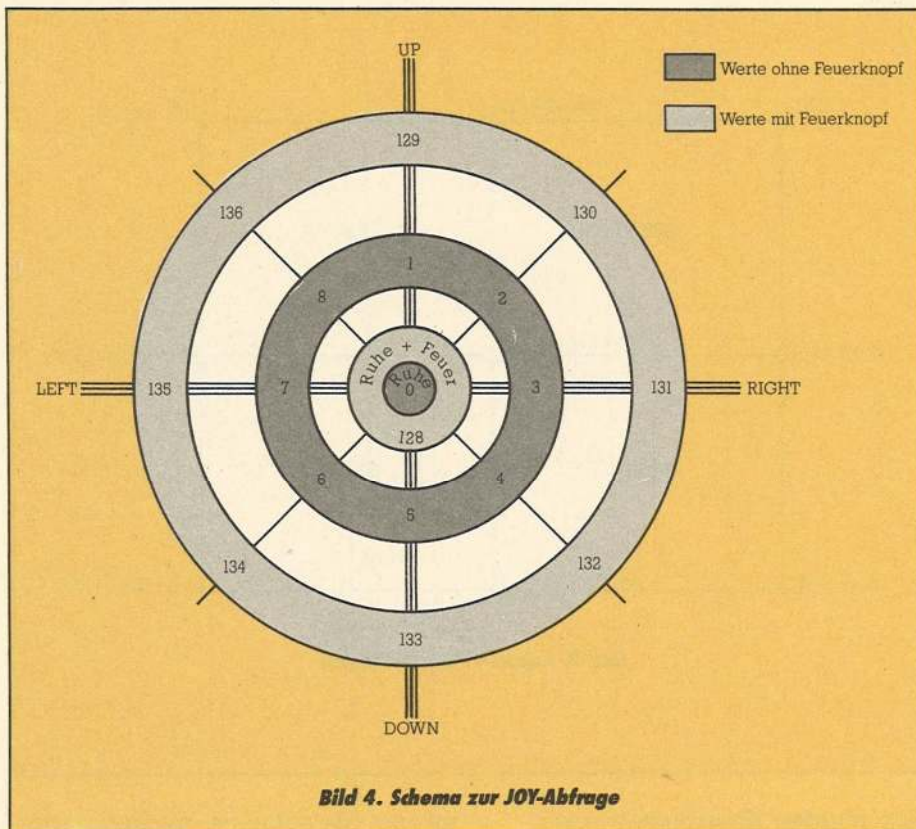 UP
Werte ohne Feuerknopf
Werte mit Feuerknopf
129
136
130
1
8
2
Ruhe + Feuer
Ruhe
LEFT
135
7
0
3
131
RIGHT
128
6
4
5
134
132
133
DOWN
Bild 4. Schema zur JOY-Abfrage